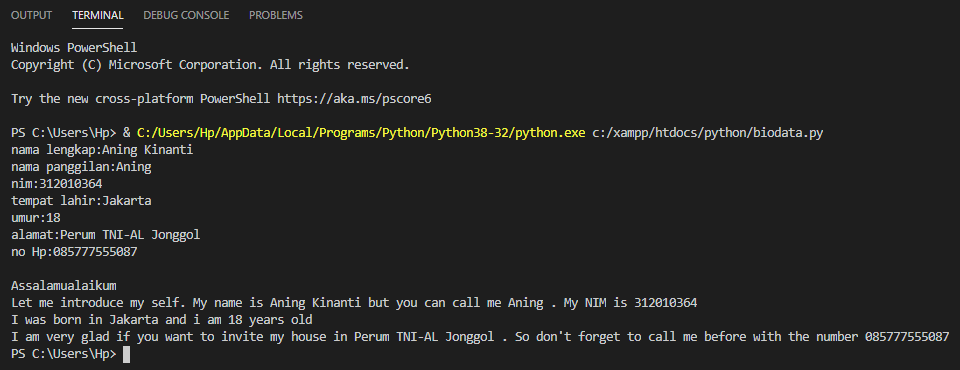 OUTPUT TERMINAL DEBUG CONSOLE PROBLEMS
Windows PowerShell
Copyright (C) Microsoft Corporation. All rights reserved.
Try the new cross-platform PowerShell https://aka.ms/pscore6
PS C:\Users\Hp> & C:/Users/Hp/AppData/Local/Programs/Python/Python38-32/python.exe c:/xampp/htdocs/python/biodata.py
nama lengkap:Aning Kinanti
nama panggilan:Aning
nim:312010364
tempat lahir:Jakarta
umur:18
alamat:Perum TNI-AL Jonggol
no Hp:085777555087
Assalamualaikum
Let me introduce my self. My name is Aning Kinanti but you can call me Aning . My NIM is 312010364
I was born in Jakarta and i am 18 years old
I am very glad if you want to invite my house in Perum TNI-AL Jonggol . So don't forget to call me before with the number 085777555087
PS C:\Users\Hp>